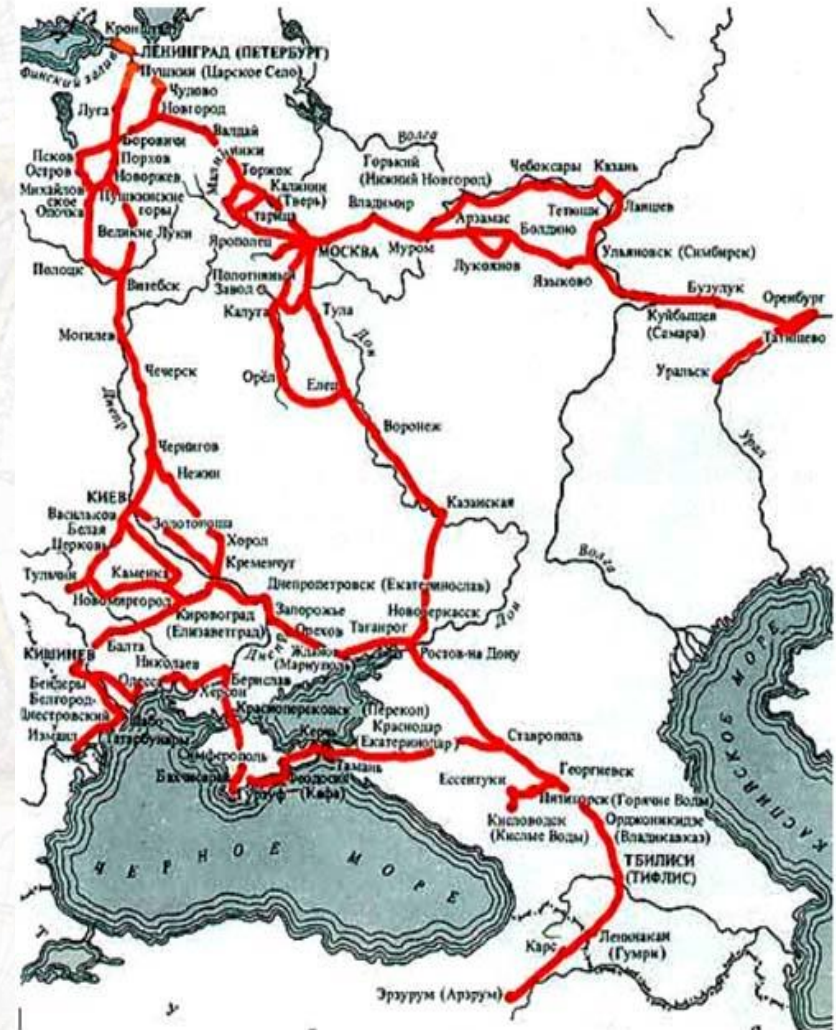 ЛЕНИНГРАД (ПЕТЕРБУРГ)
Финский залив
Пушкин (Царское Село)
Чудово
Луга
Новгород
Валдай
Волга
Боровичи
Псков
Порхов
Торжок
Горький
(Нижний Новгород)
Чебоксары
Казань
Остров
Новоржев
Калинин
(Тверь)
Михайлов
ское
Пушкинские
горы
Старица
Владимир
Тетюши
Лаишев
Опочка
Арзамас
Болдино
Великие Луки
Ярополец
МОСКВА
Муром
Лукоянов
Ульяновск (Симбирск)
Полоцк
Витебск
Полотняный
Завод
Языково
Бузулук
Оренбург
Калуга
Тула
Дон
Куйбышев
(Самара)
Татищево
Могилев
Чечерск
Орёл
Елец
Уральск
Днепр
Воронеж
Урал
Чернигов
Нежин
КИЕВ
Казанская
Васильков
Золотоноша
Белая
Церковь
Хорол
Волга
Тульчин
Каменка
Кременчуг
Днепропетровск (Екатеринослав)
Новомиргород
Кировоград
(Елизаветград)
Запорожье
Новочеркасск
Дон
Орехов
Таганрог
Балта
Днепр
Жданов
(Мариуполь)
Ростов-на Дону
КИШИНЕВ
Николаев
Бендеры
Одесса
Берислав
Херсон
Белгород-
Днестровский
Красноперекопск (Перекоп)
Измаил
Татарбунары
Керчь
Краснодар
(Екатеринодар)
Ставрополь
Симферополь
Тамань
Бахчисарай
Феодосия
(Кафа)
Гурзуф
Ессентуки
Георгиевск
Пятигорск (Горячие Воды)
Кисловодск
(Кислые Воды)
Орджоникидзе
(Владикавказ)
КАСПИЙСКОЕ МОРЕ
ЧЕРНОЕ МОРЕ
ТБИЛИСИ
(ТИФЛИС)
Ленинакан
(Гумри)
Карс
Эрзурум (Арзрум)